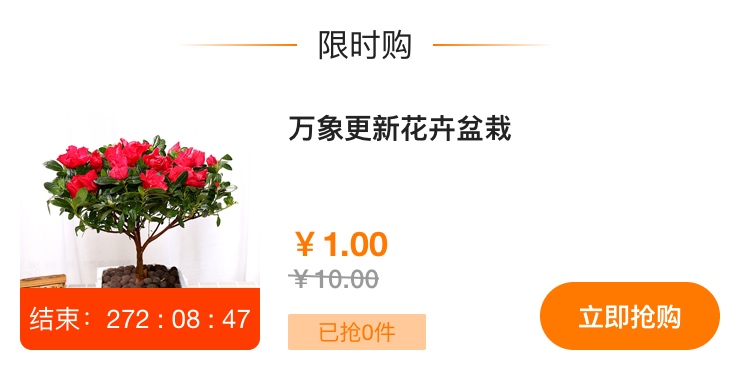 限时购
万象更新花卉盆栽
￥1.00
￥10.00
结束：272 : 08 : 47
已抢0件
立即抢购